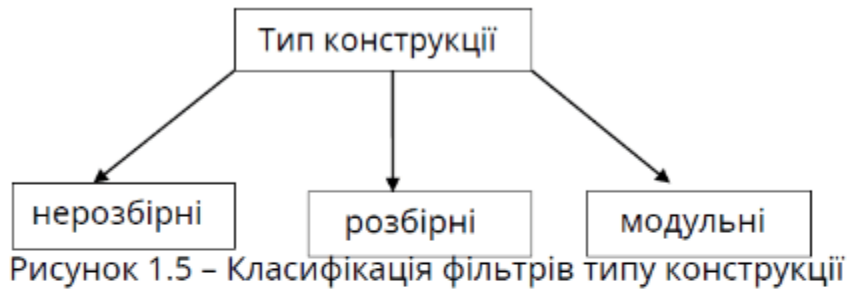 Тип конструкції
нерозбірні
розбірні
модульні
Рисунок 1.5 – Класифікація фільтрів типу конструкції